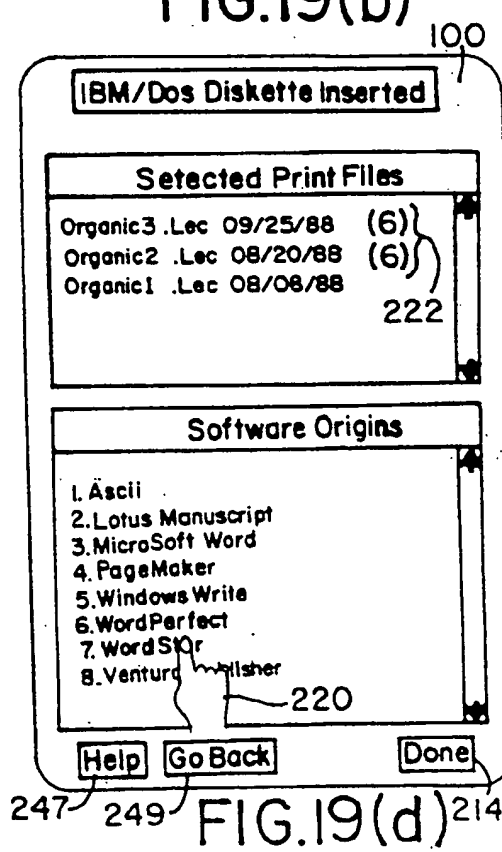 FIG.19(b)
100
IBM/Dos Diskette Inserted
Setected Print Files
Organic3 .Lec 09/25/88 (6)
Organic2 .Lec 08/20/88 (6)
Organic1 .Lec 08/08/88
222
Software Origins
1. Ascii
2. Lotus Manuscript
3. MicroSoft Word
4. PageMaker
5. Windows Write
6. WordPerfect
7. WordStar
8. Ventura
220
Help Go Back Done
247 249 FIG.19(d) 214